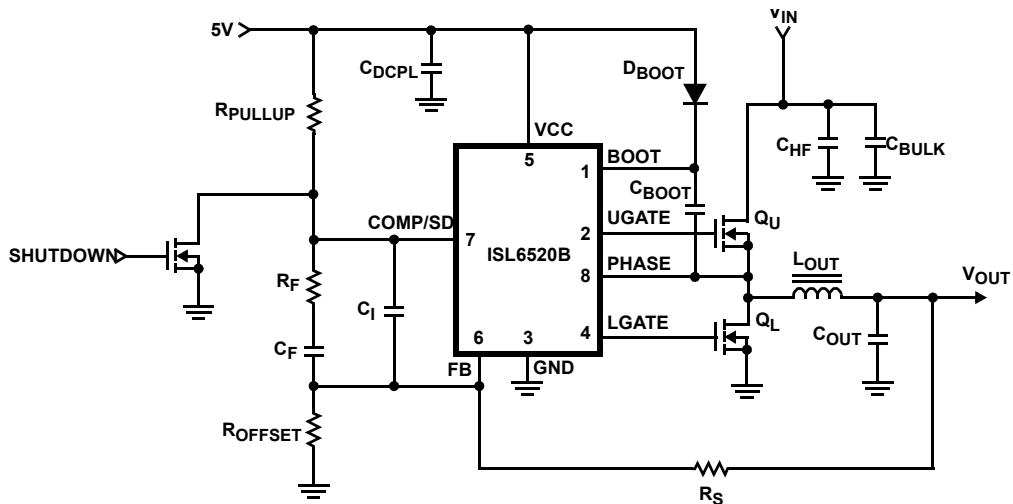 VIN
5V
CDCPL
DBOOT
RPULLUP
VCC
5
CHF
CBULK
1
BOOT
CBOOT
COMP/SD
7
ISL6520B
2
UGATE
QU
SHUTDOWN
8
PHASE
LOUT
VOUT
RF
CI
4
LGATE
QL
COUT
CF
6
3
FB
GND
ROFFSET
RS